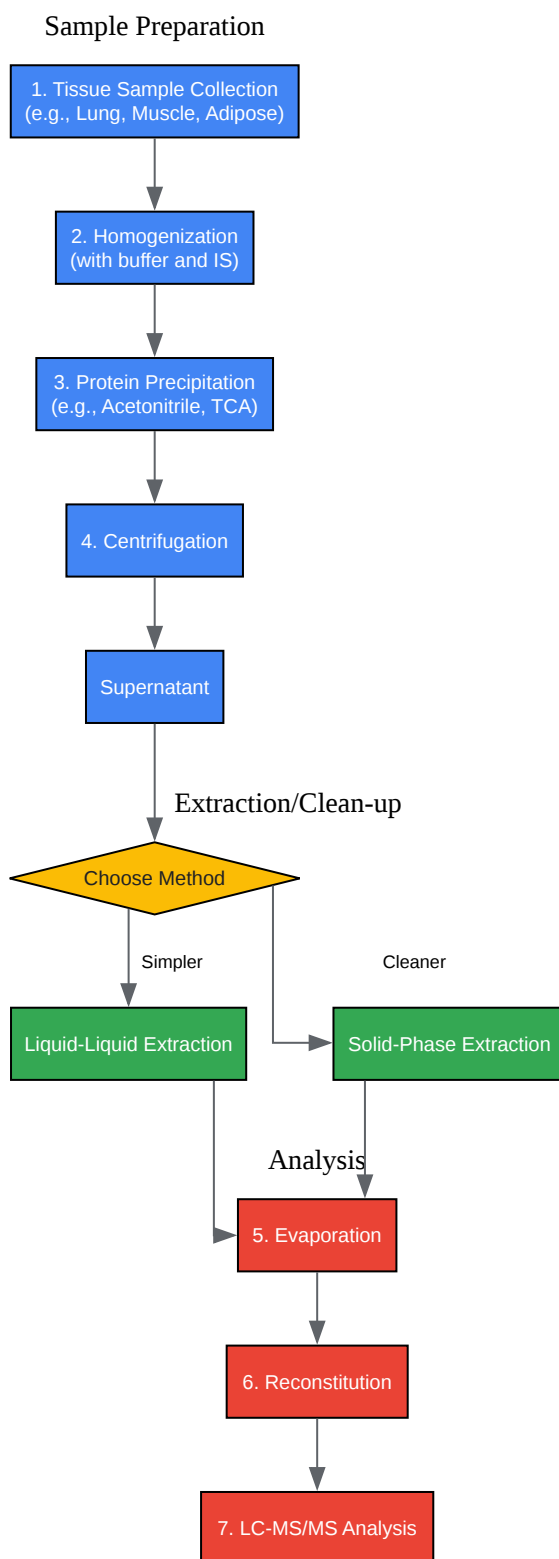 Sample Preparation
1. Tissue Sample Collection
(e.g., Lung, Muscle, Adipose)
2. Homogenization
(with buffer and IS)
3. Protein Precipitation
(e.g., Acetonitrile, TCA)
4. Centrifugation
Supernatant
Extraction/Clean-up
Choose Method
Simpler
Cleaner
Liquid-Liquid Extraction
Solid-Phase Extraction
Analysis
5. Evaporation
6. Reconstitution
7. LC-MS/MS Analysis